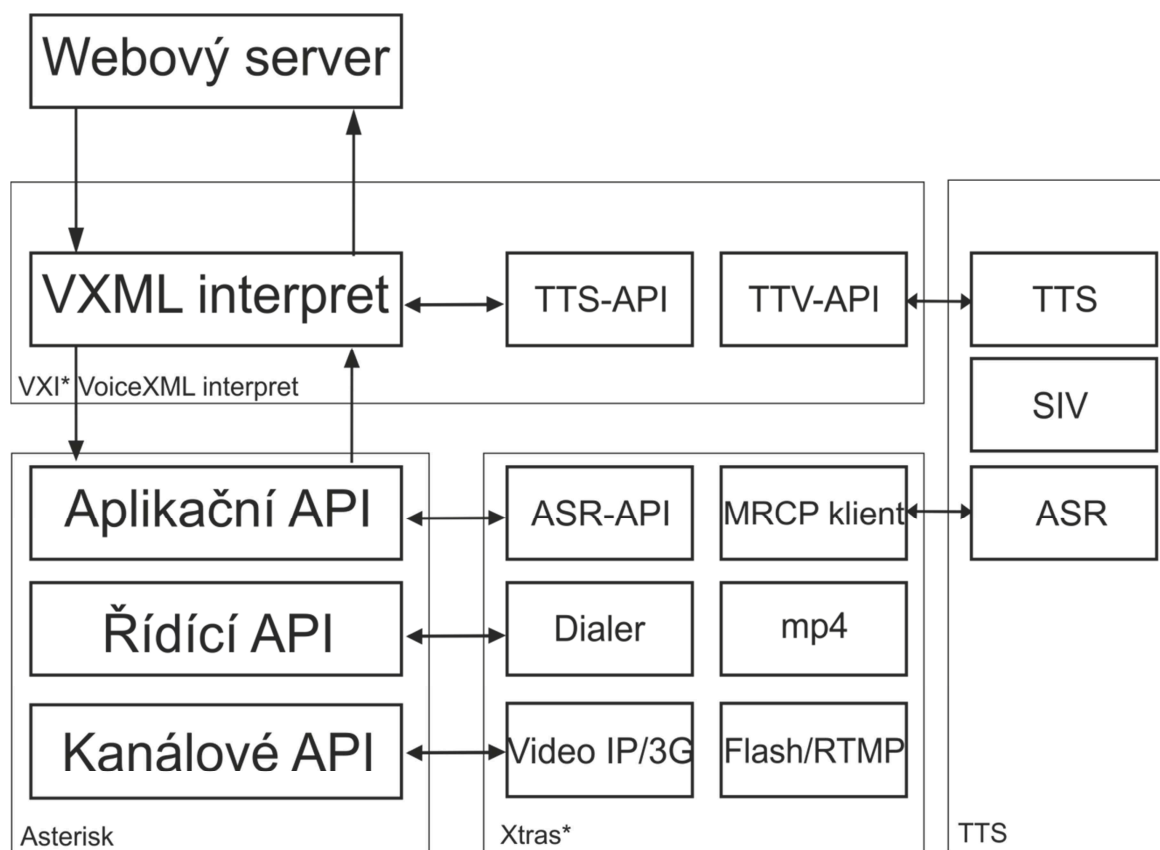 Webový server
VXML interpret
TTS-API
TTV-API
TTS
VXI* VoiceXML interpret
SIV
Aplikační API
ASR-API
MRCP klient
ASR
Řídící API
Dialer
mp4
Kanálové API
Video IP/3G
Flash/RTMP
Asterisk
Xtras*
TTS